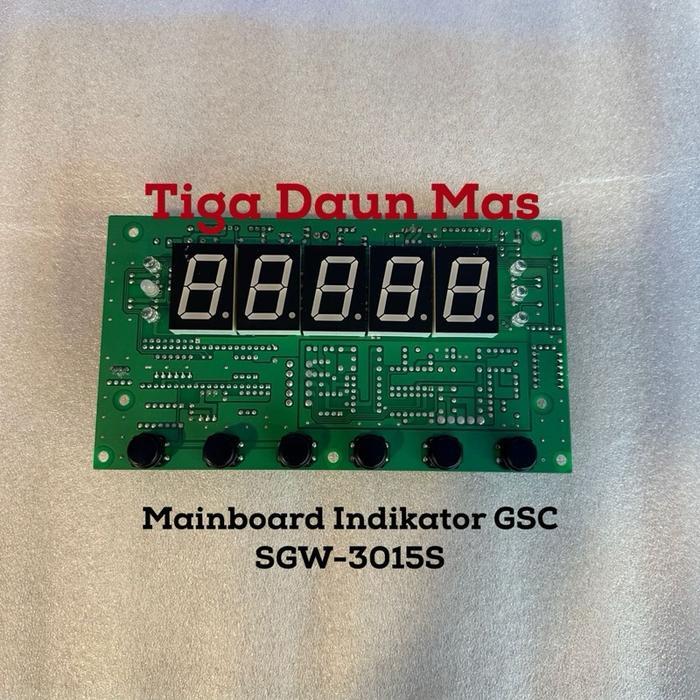 Tiga Daun Mas
Mainboard Indikator GSC
SGW-3015S